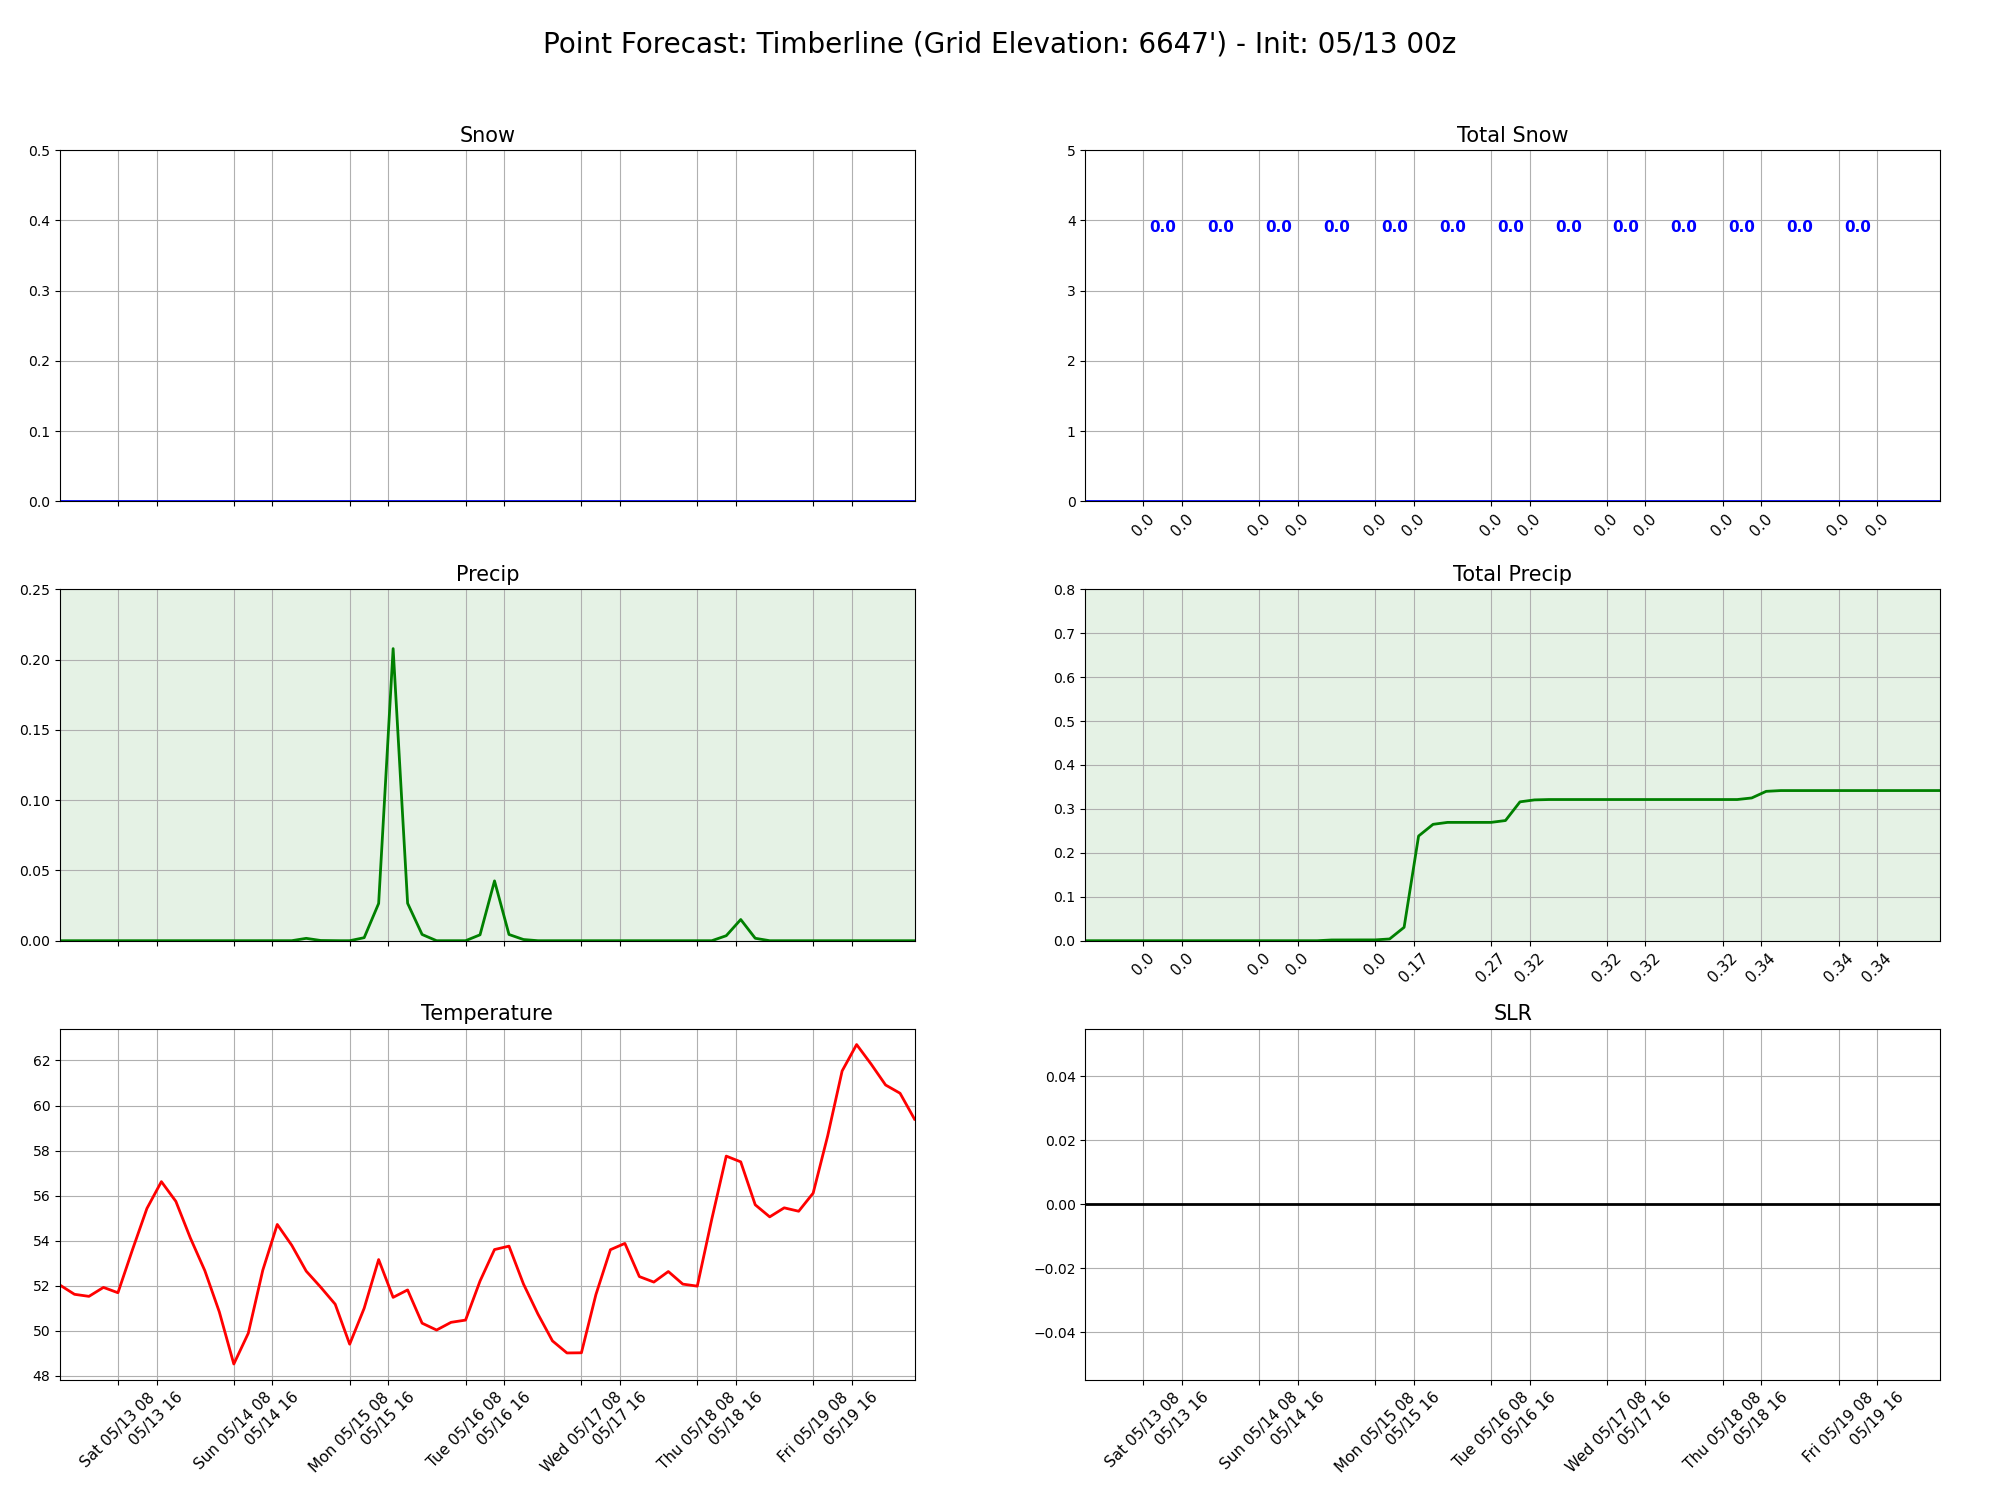 Point Forecast: Timberline (Grid Elevation: 6647') - Init: 05/13 00z
Snow
0.5
0.4
0.3
0.2
0.1
0.0
Total Snow
5
4
3
2
1
0
0.0 0.0 0.0 0.0 0.0 0.0 0.0 0.0 0.0 0.0 0.0 0.0 0.0
0.0 0.0 0.0 0.0 0.0 0.0 0.0 0.0 0.0 0.0 0.0 0.0 0.0 0.0
Precip
0.25
0.20
0.15
0.10
0.05
0.00
Total Precip
0.8
0.7
0.6
0.5
0.4
0.3
0.2
0.1
0.0
0.0 0.0 0.0 0.0 0.0 0.17 0.27 0.32 0.32 0.32 0.32 0.34 0.34 0.34
Temperature
62
60
58
56
54
52
50
48
Sat 05/13 08
05/13 16
Sun 05/14 08
05/14 16
Mon 05/15 08
05/15 16
Tue 05/16 08
05/16 16
Wed 05/17 08
05/17 16
Thu 05/18 08
05/18 16
Fri 05/19 08
05/19 16
SLR
0.04
0.02
0.00
−0.02
−0.04
Sat 05/13 08
05/13 16
Sun 05/14 08
05/14 16
Mon 05/15 08
05/15 16
Tue 05/16 08
05/16 16
Wed 05/17 08
05/17 16
Thu 05/18 08
05/18 16
Fri 05/19 08
05/19 16